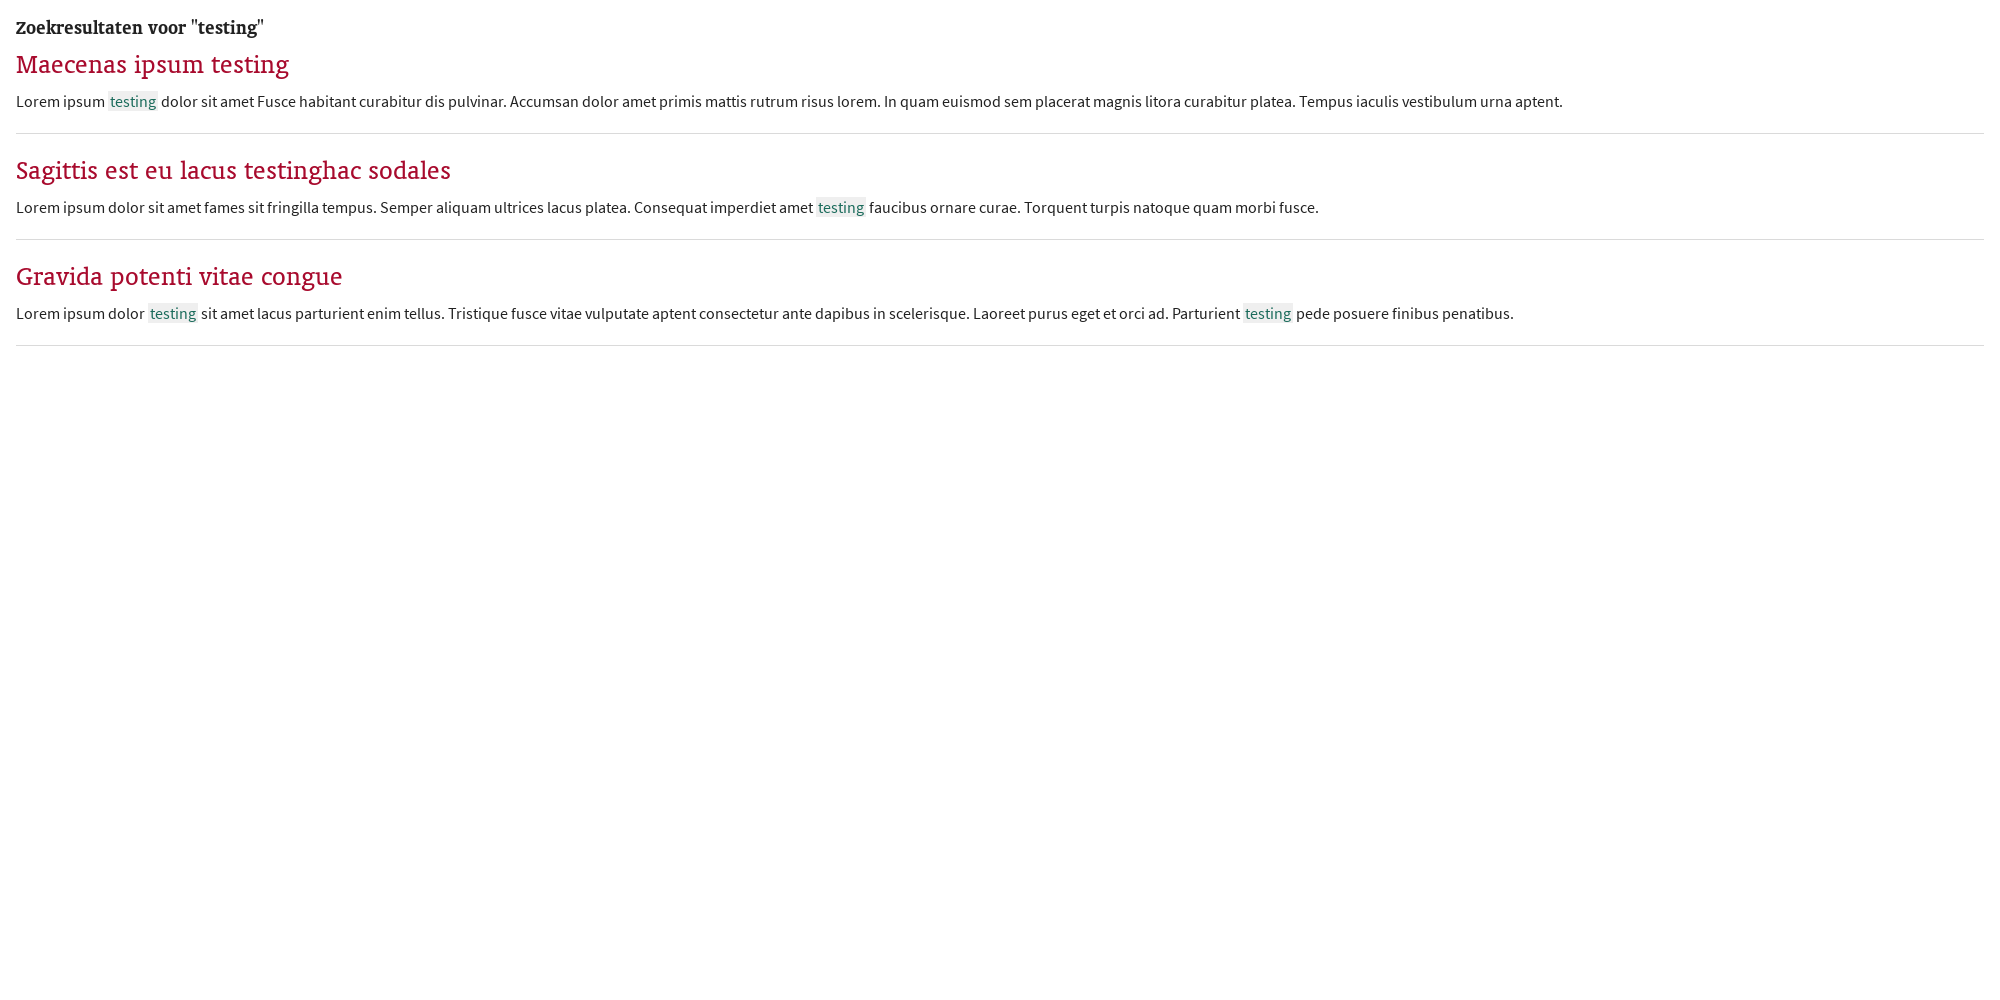 Zoekresultaten voor "testing"
Maecenas ipsum testing
Lorem ipsum testing dolor sit amet Fusce habitant curabitur dis pulvinar. Accumsan dolor amet primis mattis rutrum risus lorem. In quam euismod sem placerat magnis litora curabitur platea. Tempus iaculis vestibulum urna aptent.
Sagittis est eu lacus testinghac sodales
Lorem ipsum dolor sit amet fames sit fringilla tempus. Semper aliquam ultrices lacus platea. Consequat imperdiet amet testing faucibus ornare curae. Torquent turpis natoque quam morbi fusce.
Gravida potenti vitae congue
Lorem ipsum dolor testing sit amet lacus parturient enim tellus. Tristique fusce vitae vulputate aptent consectetur ante dapibus in scelerisque. Laoreet purus eget et orci ad. Parturient testing pede posuere finibus penatibus.